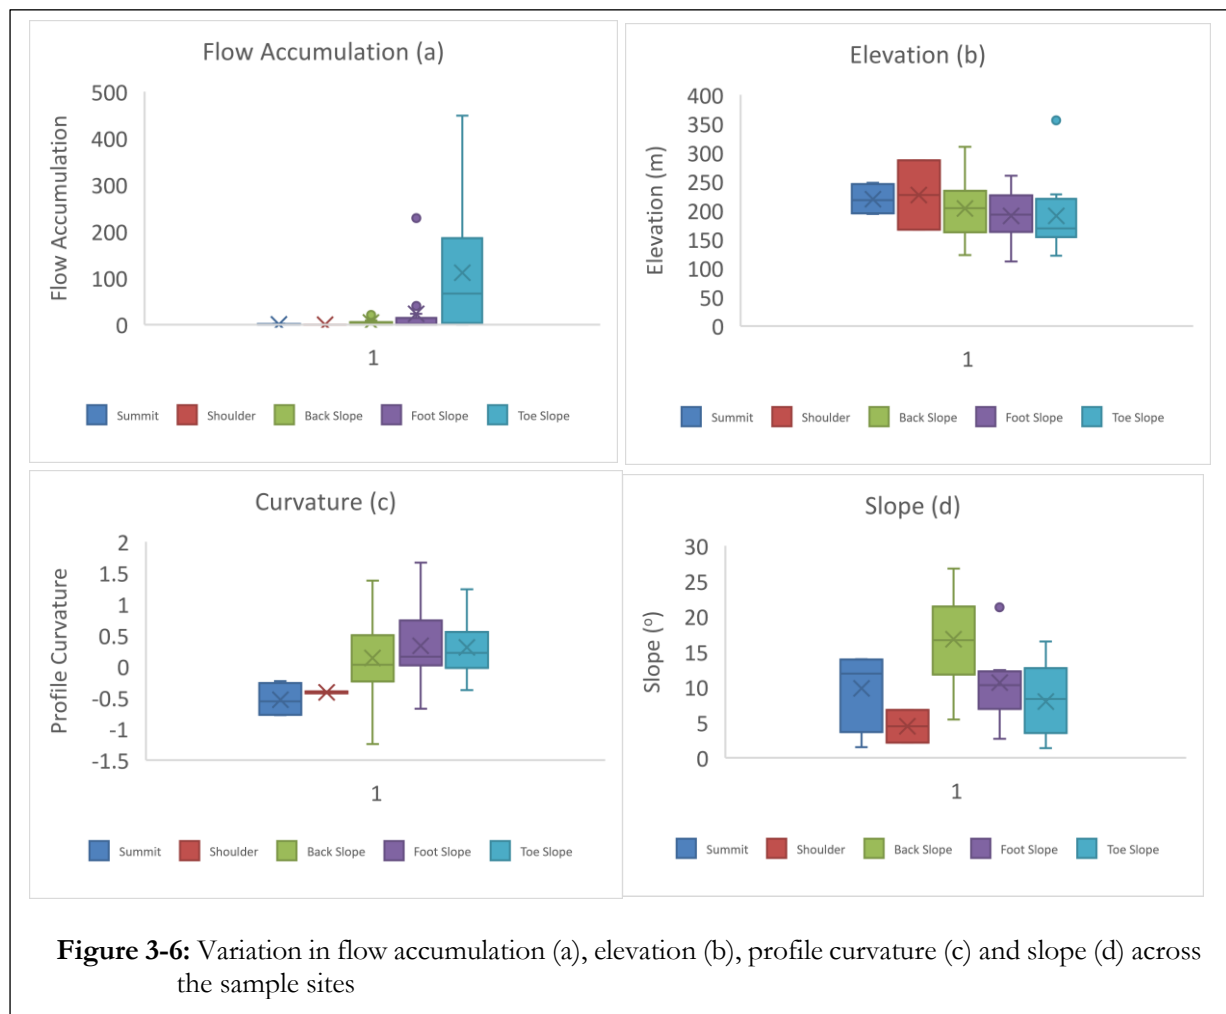 Flow Accumulation (a)
Flow Accumulation
500
400
300
200
100
0
1
Summit Shoulder Back Slope Foot Slope Toe Slope
Elevation (b)
Elevation (m)
400
350
300
250
200
150
100
50
0
1
Summit Shoulder Back Slope Foot Slope Toe Slope
Curvature (c)
Profile Curvature
2
1.5
1
0.5
0
-0.5
-1
-1.5
1
Summit Shoulder Back Slope Foot Slope Toe Slope
Slope (d)
Slope (º)
30
25
20
15
10
5
0
1
Summit Shoulder Back Slope Foot Slope Toe Slope
Figure 3-6: Variation in flow accumulation (a), elevation (b), profile curvature (c) and slope (d) across
the sample sites